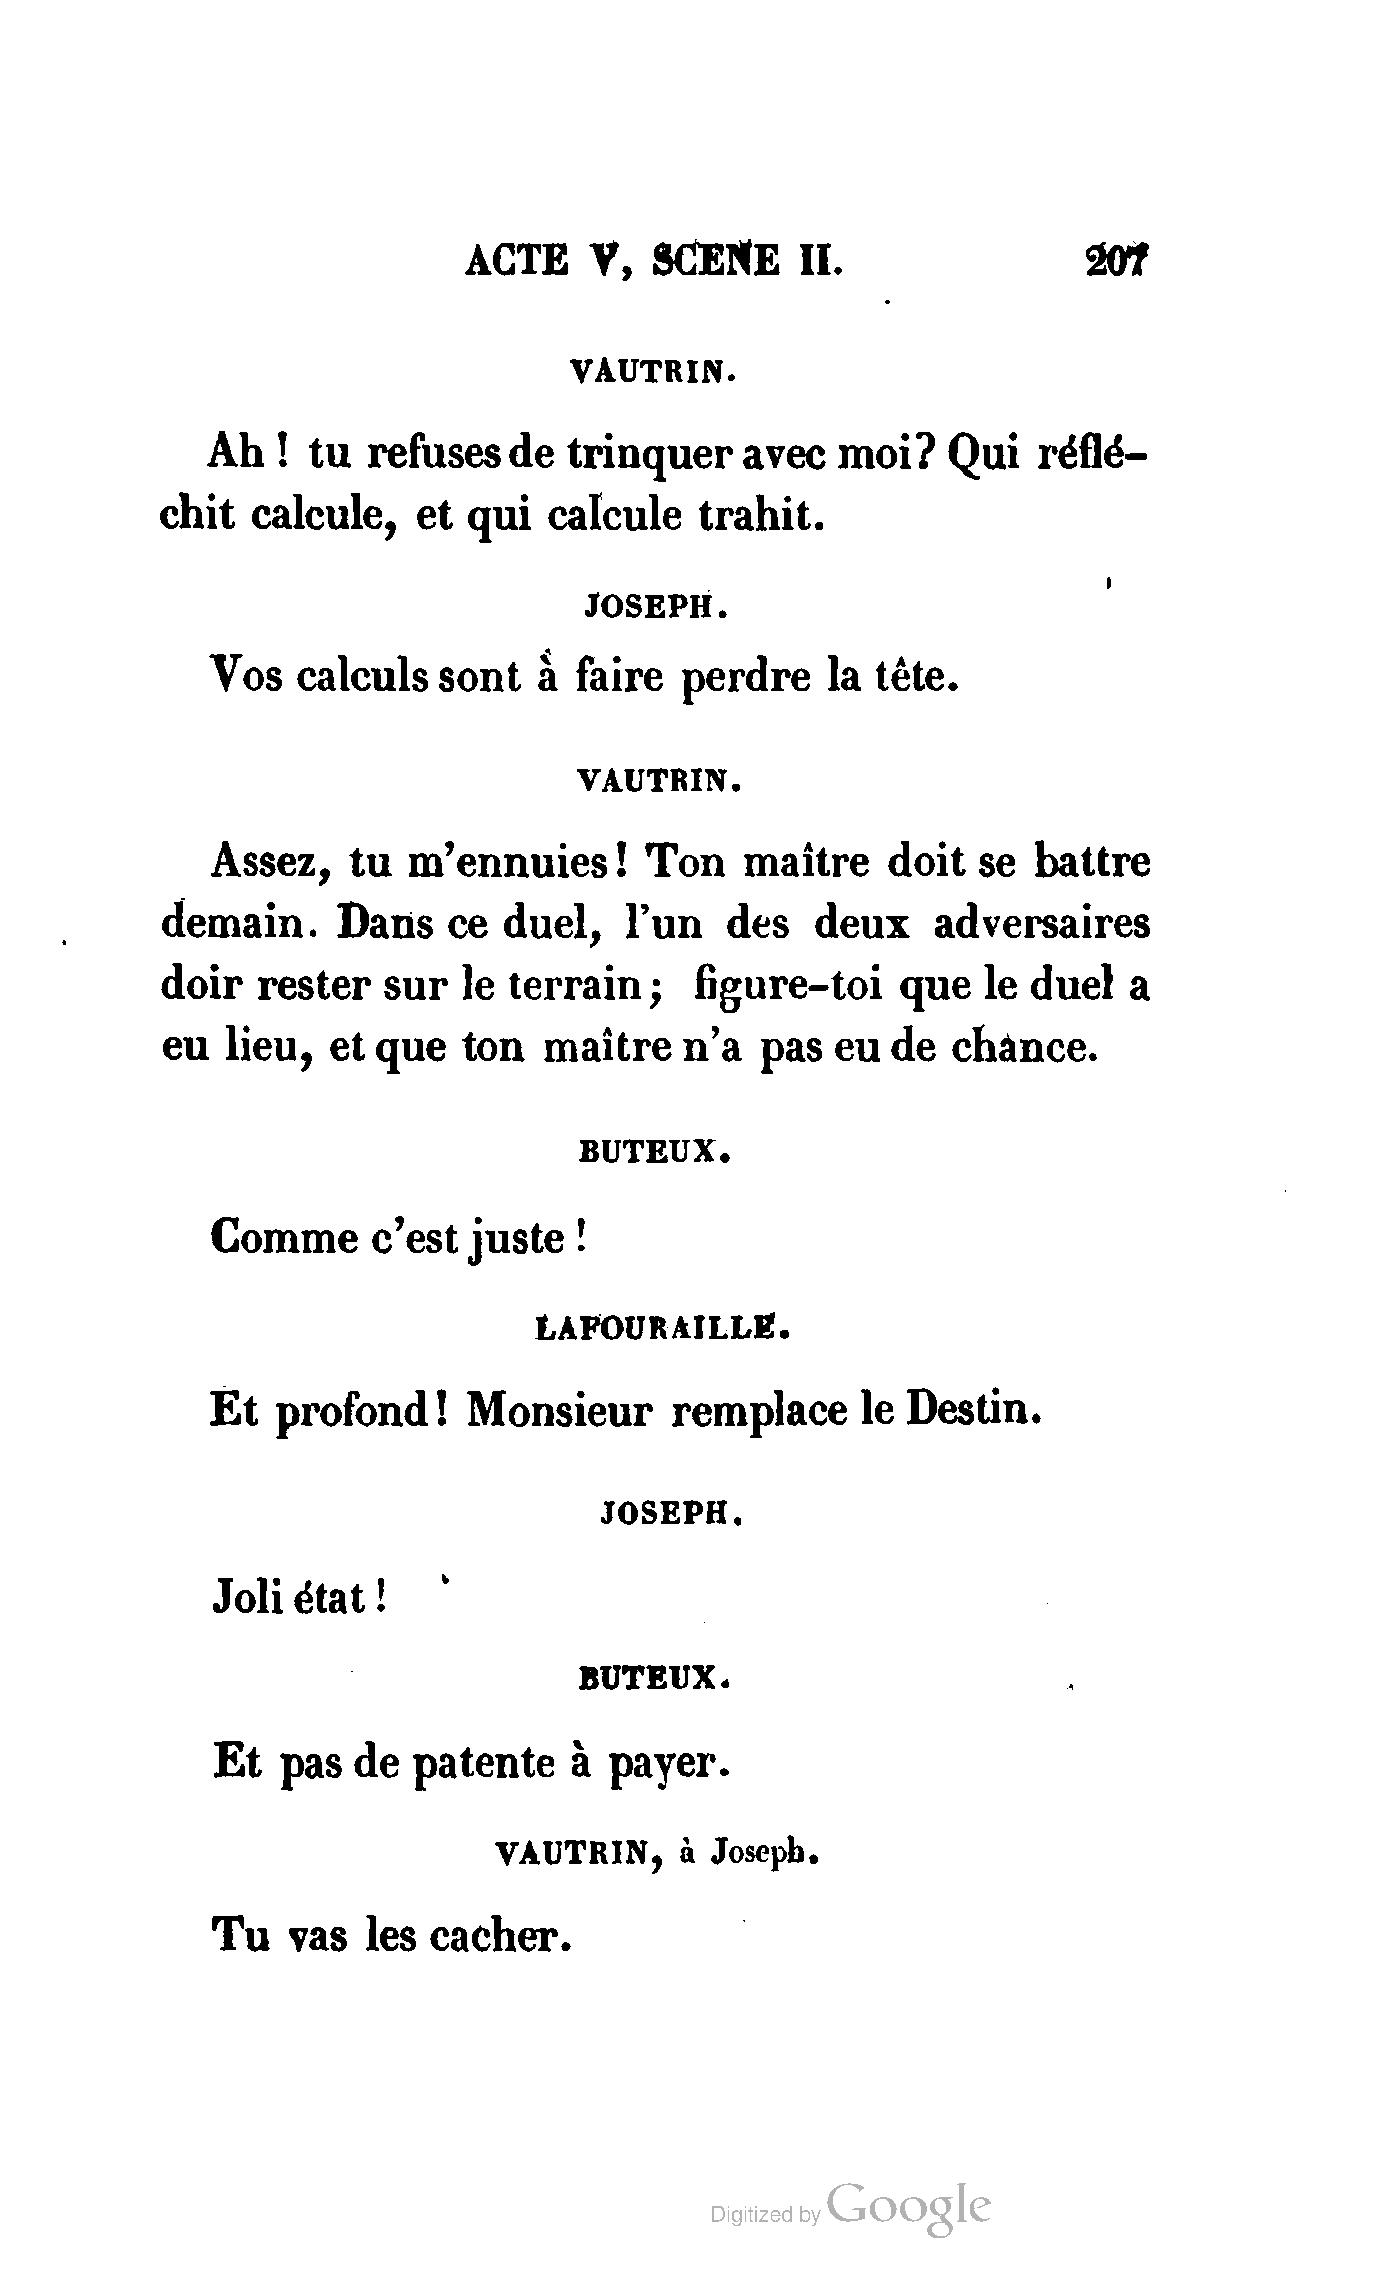 ACTE V, SCENE II. 207
VAUTRIN.
Ah ! tu refuses de trinquer avec moi? Qui réflé-
chit calcule, et qui calcule trahit.
JOSEPH.
Vos calculs sont à faire perdre la tête.
VAUTRIN.
Assez, tu m'ennuies! Ton maître doit se battre
demain. Dans ce duel, l'un des deux adversaires
doir rester sur le terrain; figure-toi que le duel a
eu lieu, et que ton maître n'a pas eu de chance.
BUTEUX.
Comme c'est juste !
LAFOURAILLE.
Et profond! Monsieur remplace le Destin.
JOSEPH.
Joli état !
BUTEUX.
Et pas de patente à payer.
VAUTRIN, à Joseph.
Tu vas les cacher.
Digitized by Google